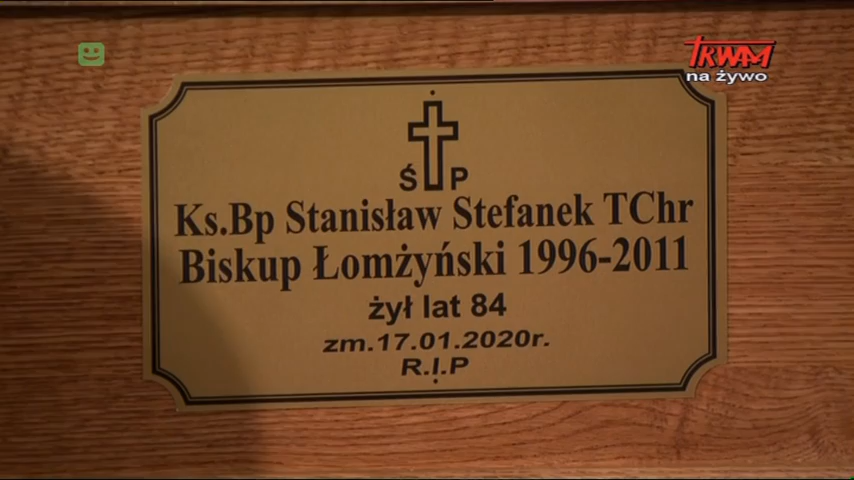 TRWAM
na żywo
Ś P
Ks.Bp Stanisław Stefanek TChr
Biskup Łomżyński 1996-2011
żył lat 84
zm.17.01.2020r.
R.I.P